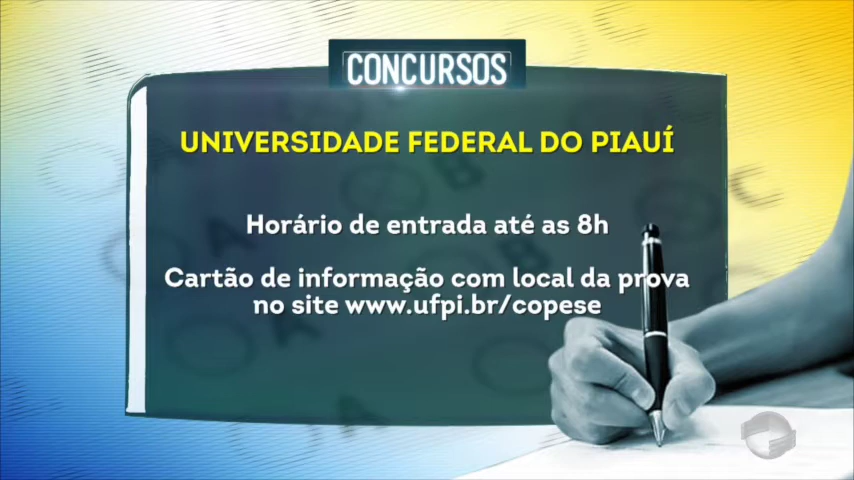 CONCURSOS
UNIVERSIDADE FEDERAL DO PIAUÍ
Horário de entrada até as 8h
Cartão de informação com local da prova
no site www.ufpi.br/copese